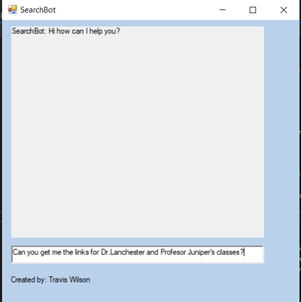 SearchBot
SearchBot: Hi how can I help you?
Can you get me the links for Dr.Lanchester and Profesor Juniper's classes?
Created by: Travis Wilson